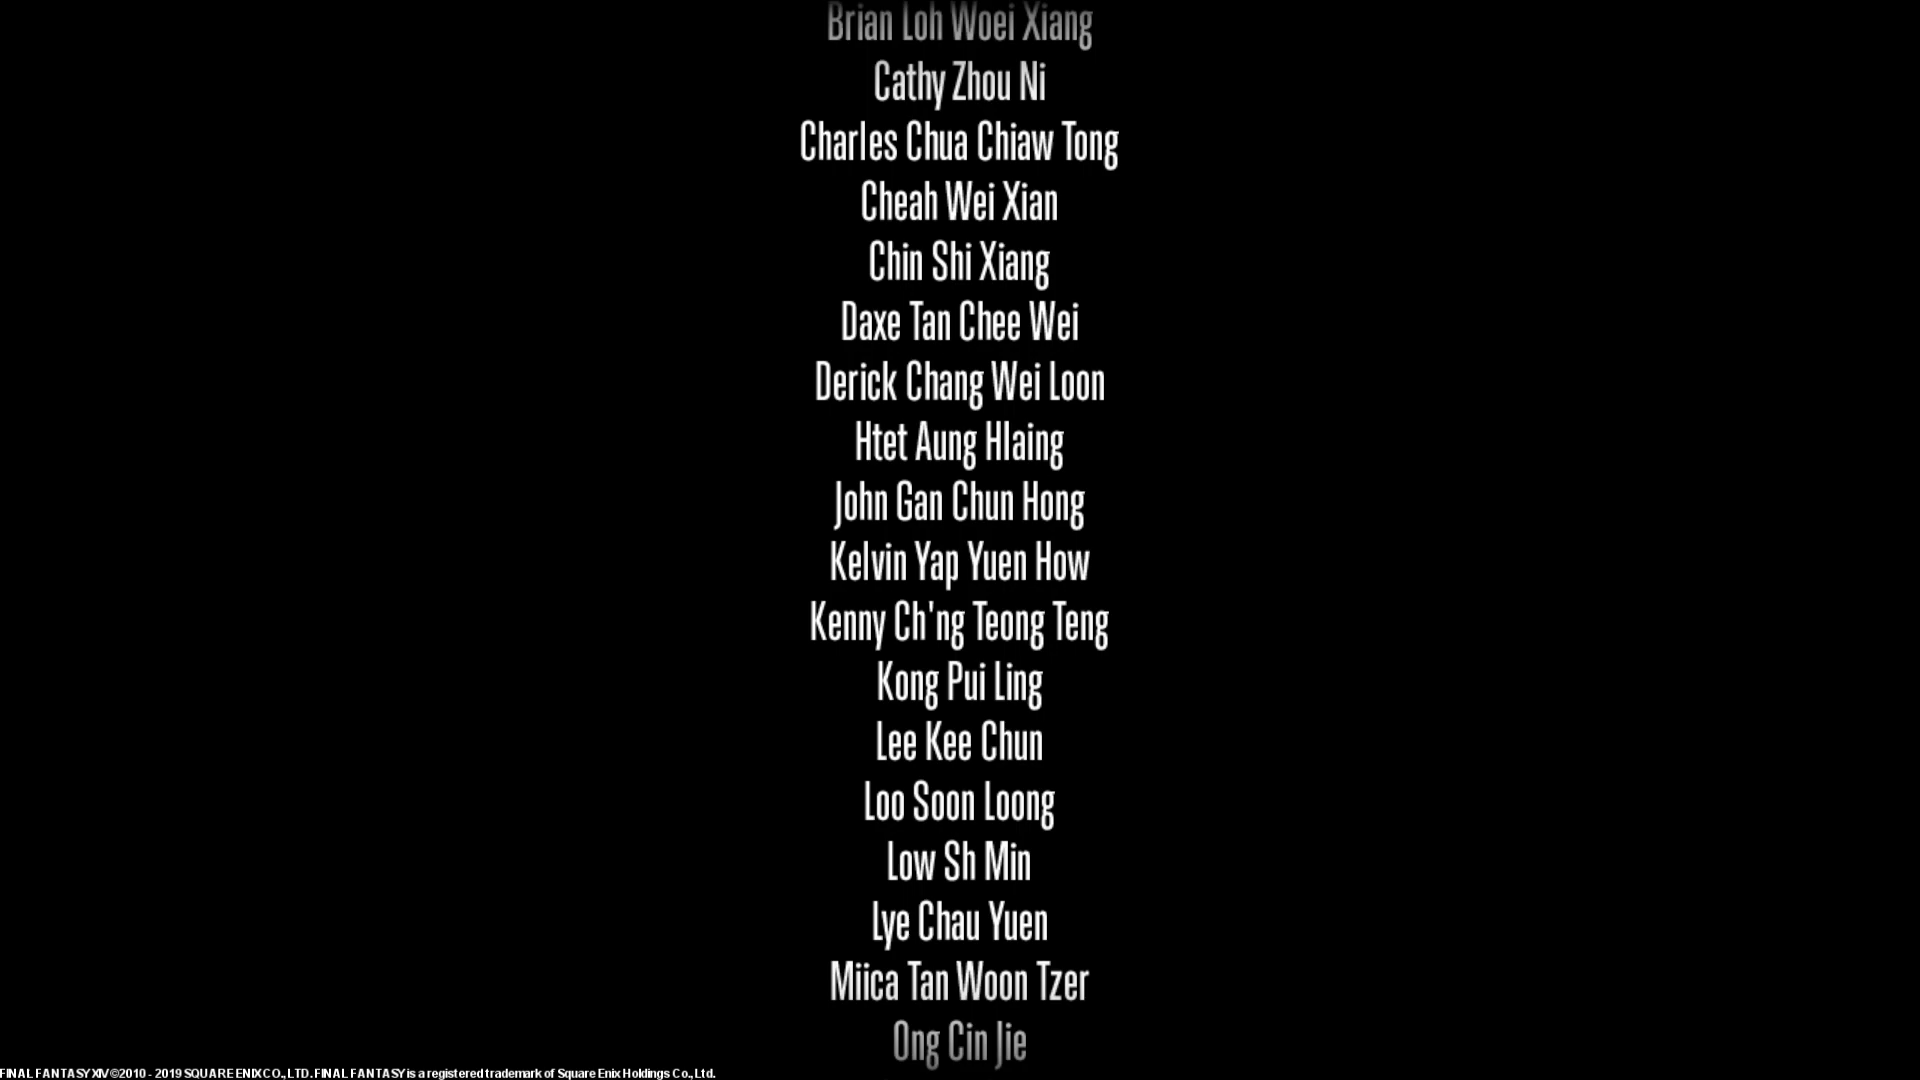 Brian Loh Woei Xiang
Cathy Zhou Ni
Charles Chua Chiaw Tong
Cheah Wei Xian
Chin Shi Xiang
Daxe Tan Chee Wei
Derick Chang Wei Loon
Htet Aung Hlaing
John Gan Chun Hong
Kelvin Yap Yuen How
Kenny Ch'ng Teong Teng
Kong Pui Ling
Lee Kee Chun
Loo Soon Loong
Low Sh Min
Lye Chau Yuen
Miica Tan Woon Tzer
Ong Cin Jie
FINAL FANTASY XIV ©2010 - 2019 SQUARE ENIX CO., LTD. FINAL FANTASY is a registered trademark of Square Enix Holdings Co., Ltd.